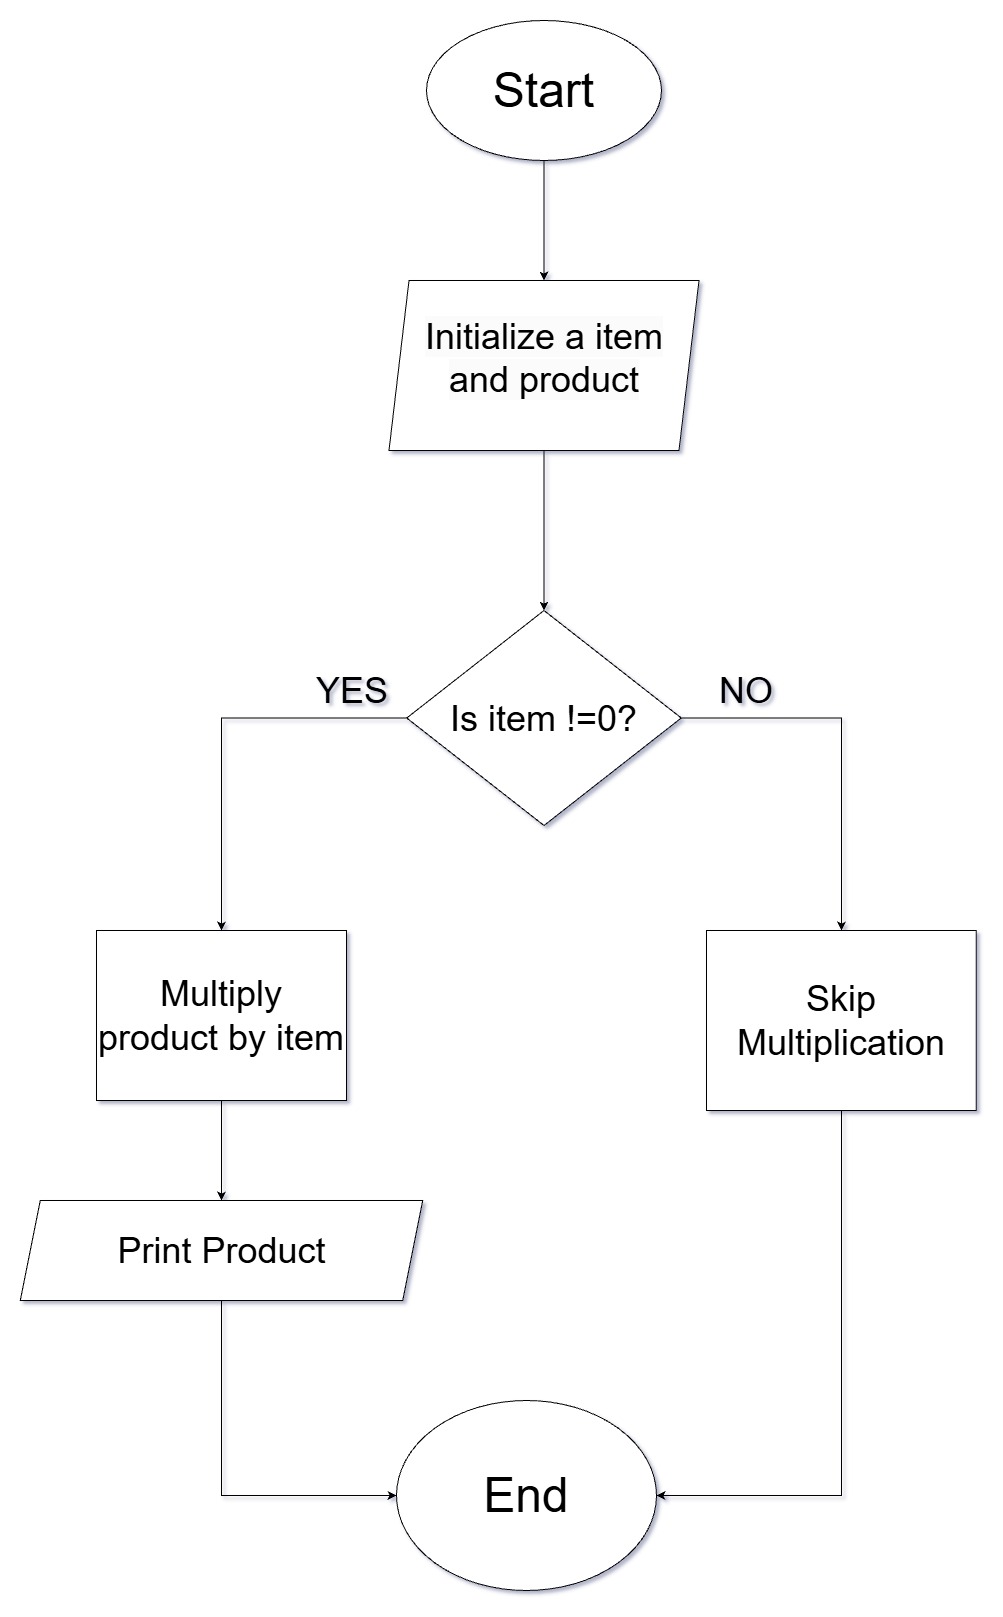 Start
Initialize a item
and product
YES
NO
Is item !=0?
Multiply
product by item
Skip
Multiplication
Print Product
End